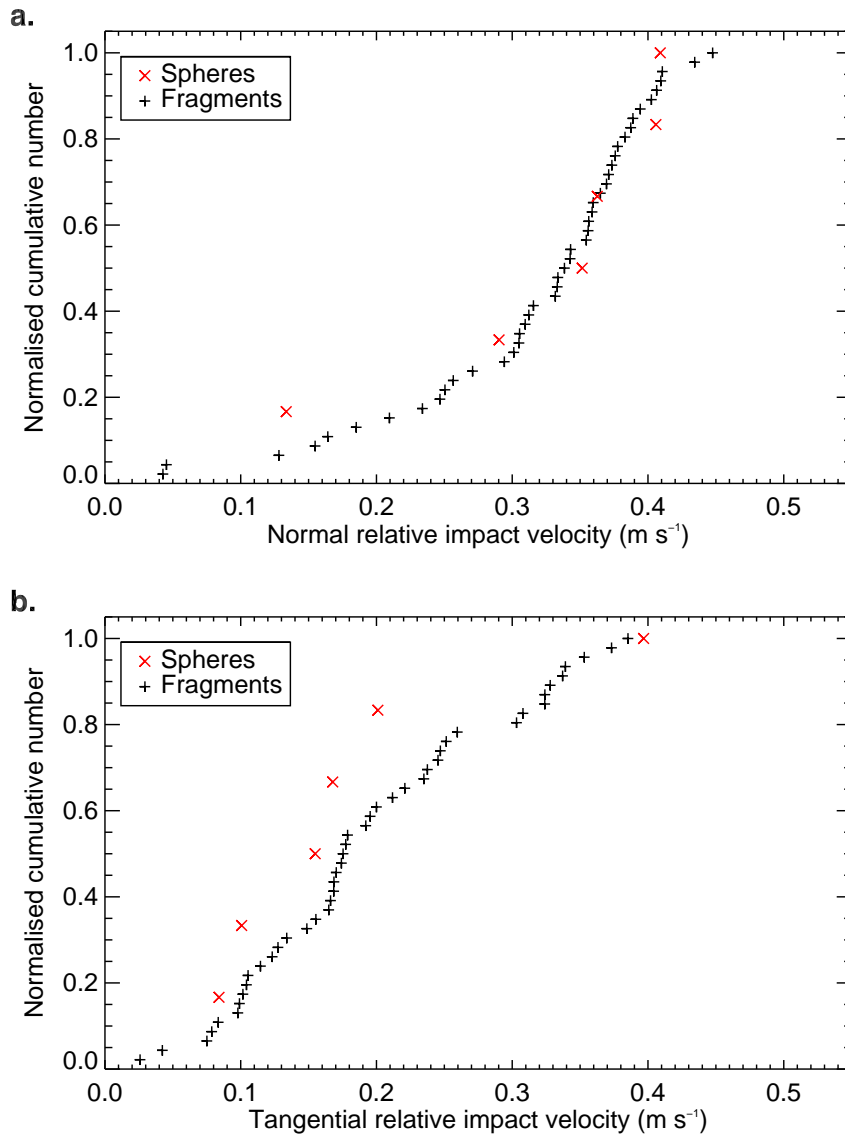 a.
1.0
Spheres
Fragments
0.8
0.6
0.4
0.2
0.0
Normalised cumulative number
0.0 0.1 0.2 0.3 0.4 0.5
Normal relative impact velocity (m s⁻¹)
b.
1.0
Spheres
Fragments
0.8
0.6
0.4
0.2
0.0
Normalised cumulative number
0.0 0.1 0.2 0.3 0.4 0.5
Tangential relative impact velocity (m s⁻¹)